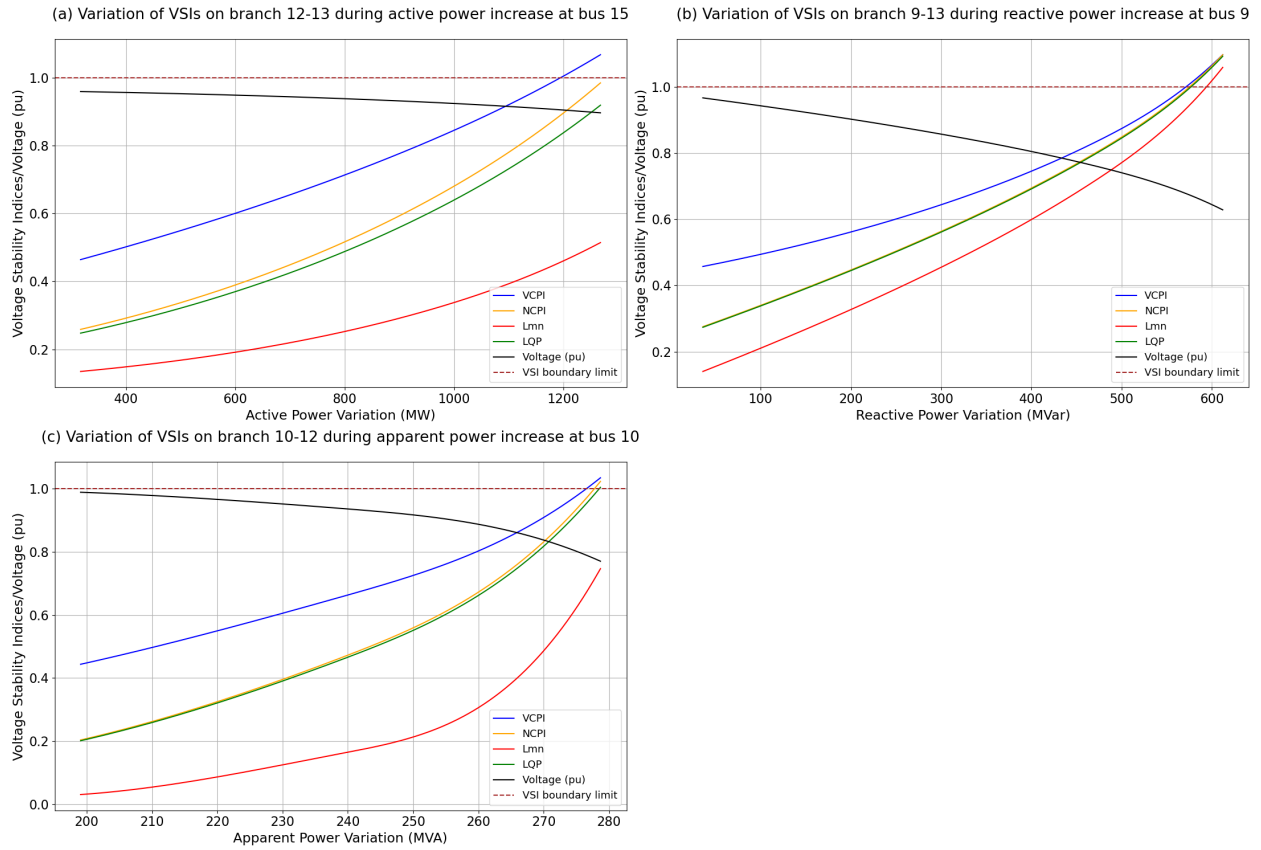 (a) Variation of VSIs on branch 12-13 during active power increase at bus 15
Voltage Stability Indices/Voltage (pu)
1.0
0.8
0.6
0.4
0.2
400
600
800
1000
1200
Active Power Variation (MW)
VCPI
NCPI
Lmn
LQP
Voltage (pu)
VSI boundary limit
(b) Variation of VSIs on branch 9-13 during reactive power increase at bus 9
Voltage Stability Indices/Voltage (pu)
1.0
0.8
0.6
0.4
0.2
100
200
300
400
500
600
Reactive Power Variation (MVar)
VCPI
NCPI
Lmn
LQP
Voltage (pu)
VSI boundary limit
(c) Variation of VSIs on branch 10-12 during apparent power increase at bus 10
Voltage Stability Indices/Voltage (pu)
1.0
0.8
0.6
0.4
0.2
0.0
200
210
220
230
240
250
260
270
280
Apparent Power Variation (MVA)
VCPI
NCPI
Lmn
LQP
Voltage (pu)
VSI boundary limit